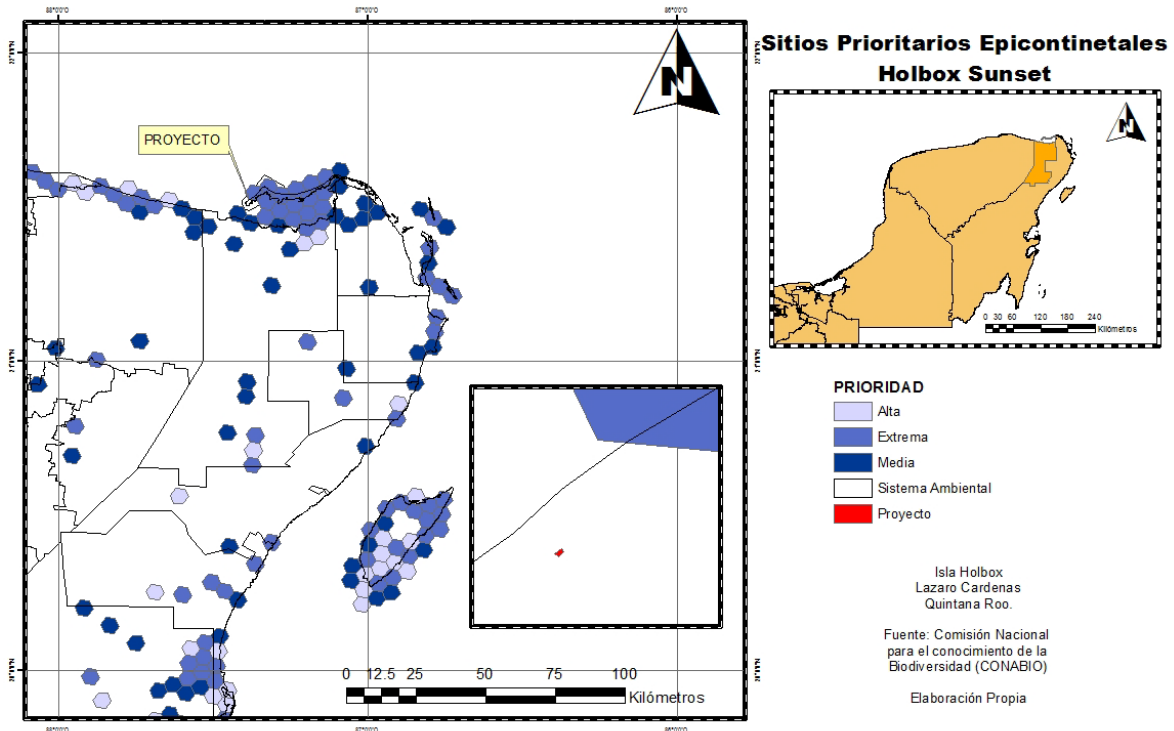 Sitios Prioritarios Epicontinetales
Holbox Sunset
N
PROYECTO
0 12.5 25 50 75 100
Kilómetros
N
0 30 60 120 180 240
Kilómetros
PRIORIDAD
Alta
Extrema
Media
Sistema Ambiental
Proyecto
Isla Holbox
Lazaro Cardenas
Quintana Roo.
Fuente: Comisión Nacional
para el conocimiento de la
Biodiversidad (CONABIO)
Elaboración Propia